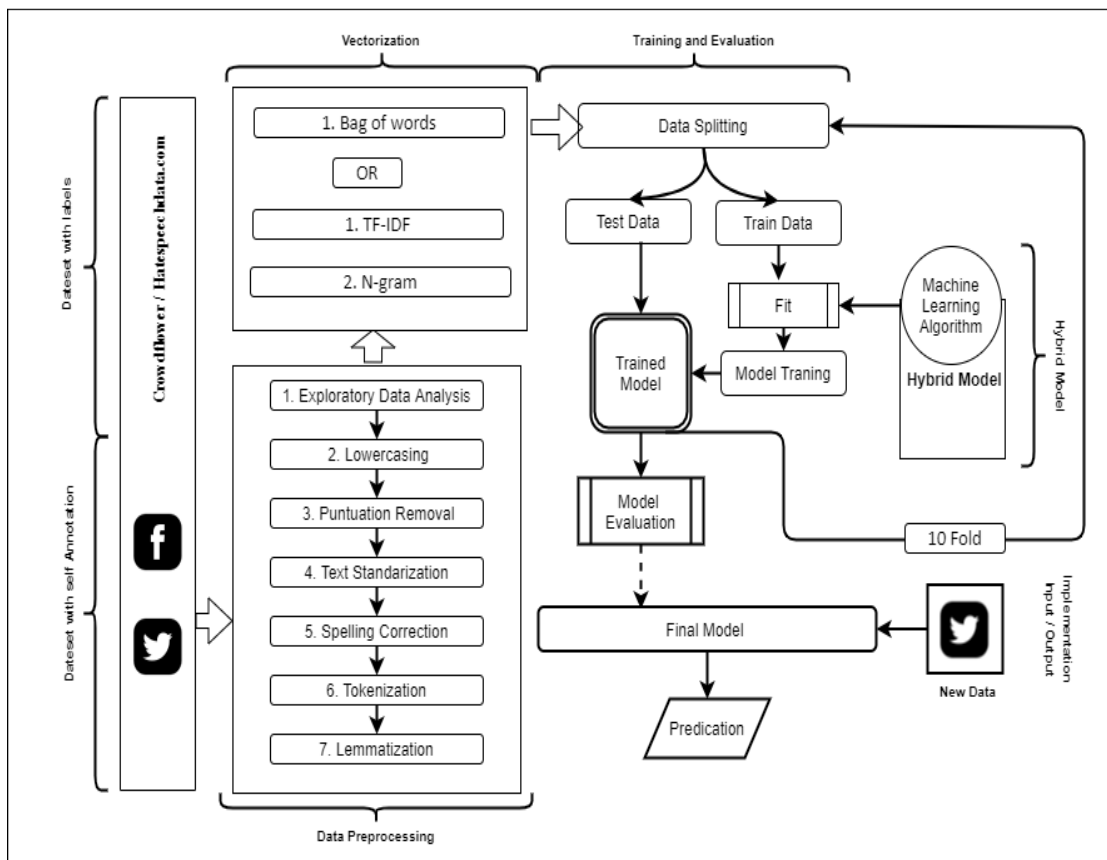 Vectorization
Training and Evaluation
Dateset with labels
Dateset with self Annotation
Crowdflower / Hatespeechdata.com
1. Bag of words
OR
1. TF-IDF
2. N-gram
1. Exploratory Data Analysis
2. Lowercasing
3. Puntuation Removal
4. Text Standarization
5. Spelling Correction
6. Tokenization
7. Lemmatization
Data Preprocessing
Data Splitting
Test Data
Train Data
Fit
Machine
Learning
Algorithm
Hybrid Model
Hybrid Model
Trained
Model
Model Traning
Model
Evaluation
10 Fold
Final Model
New Data
Implementation
Input / Output
Predication